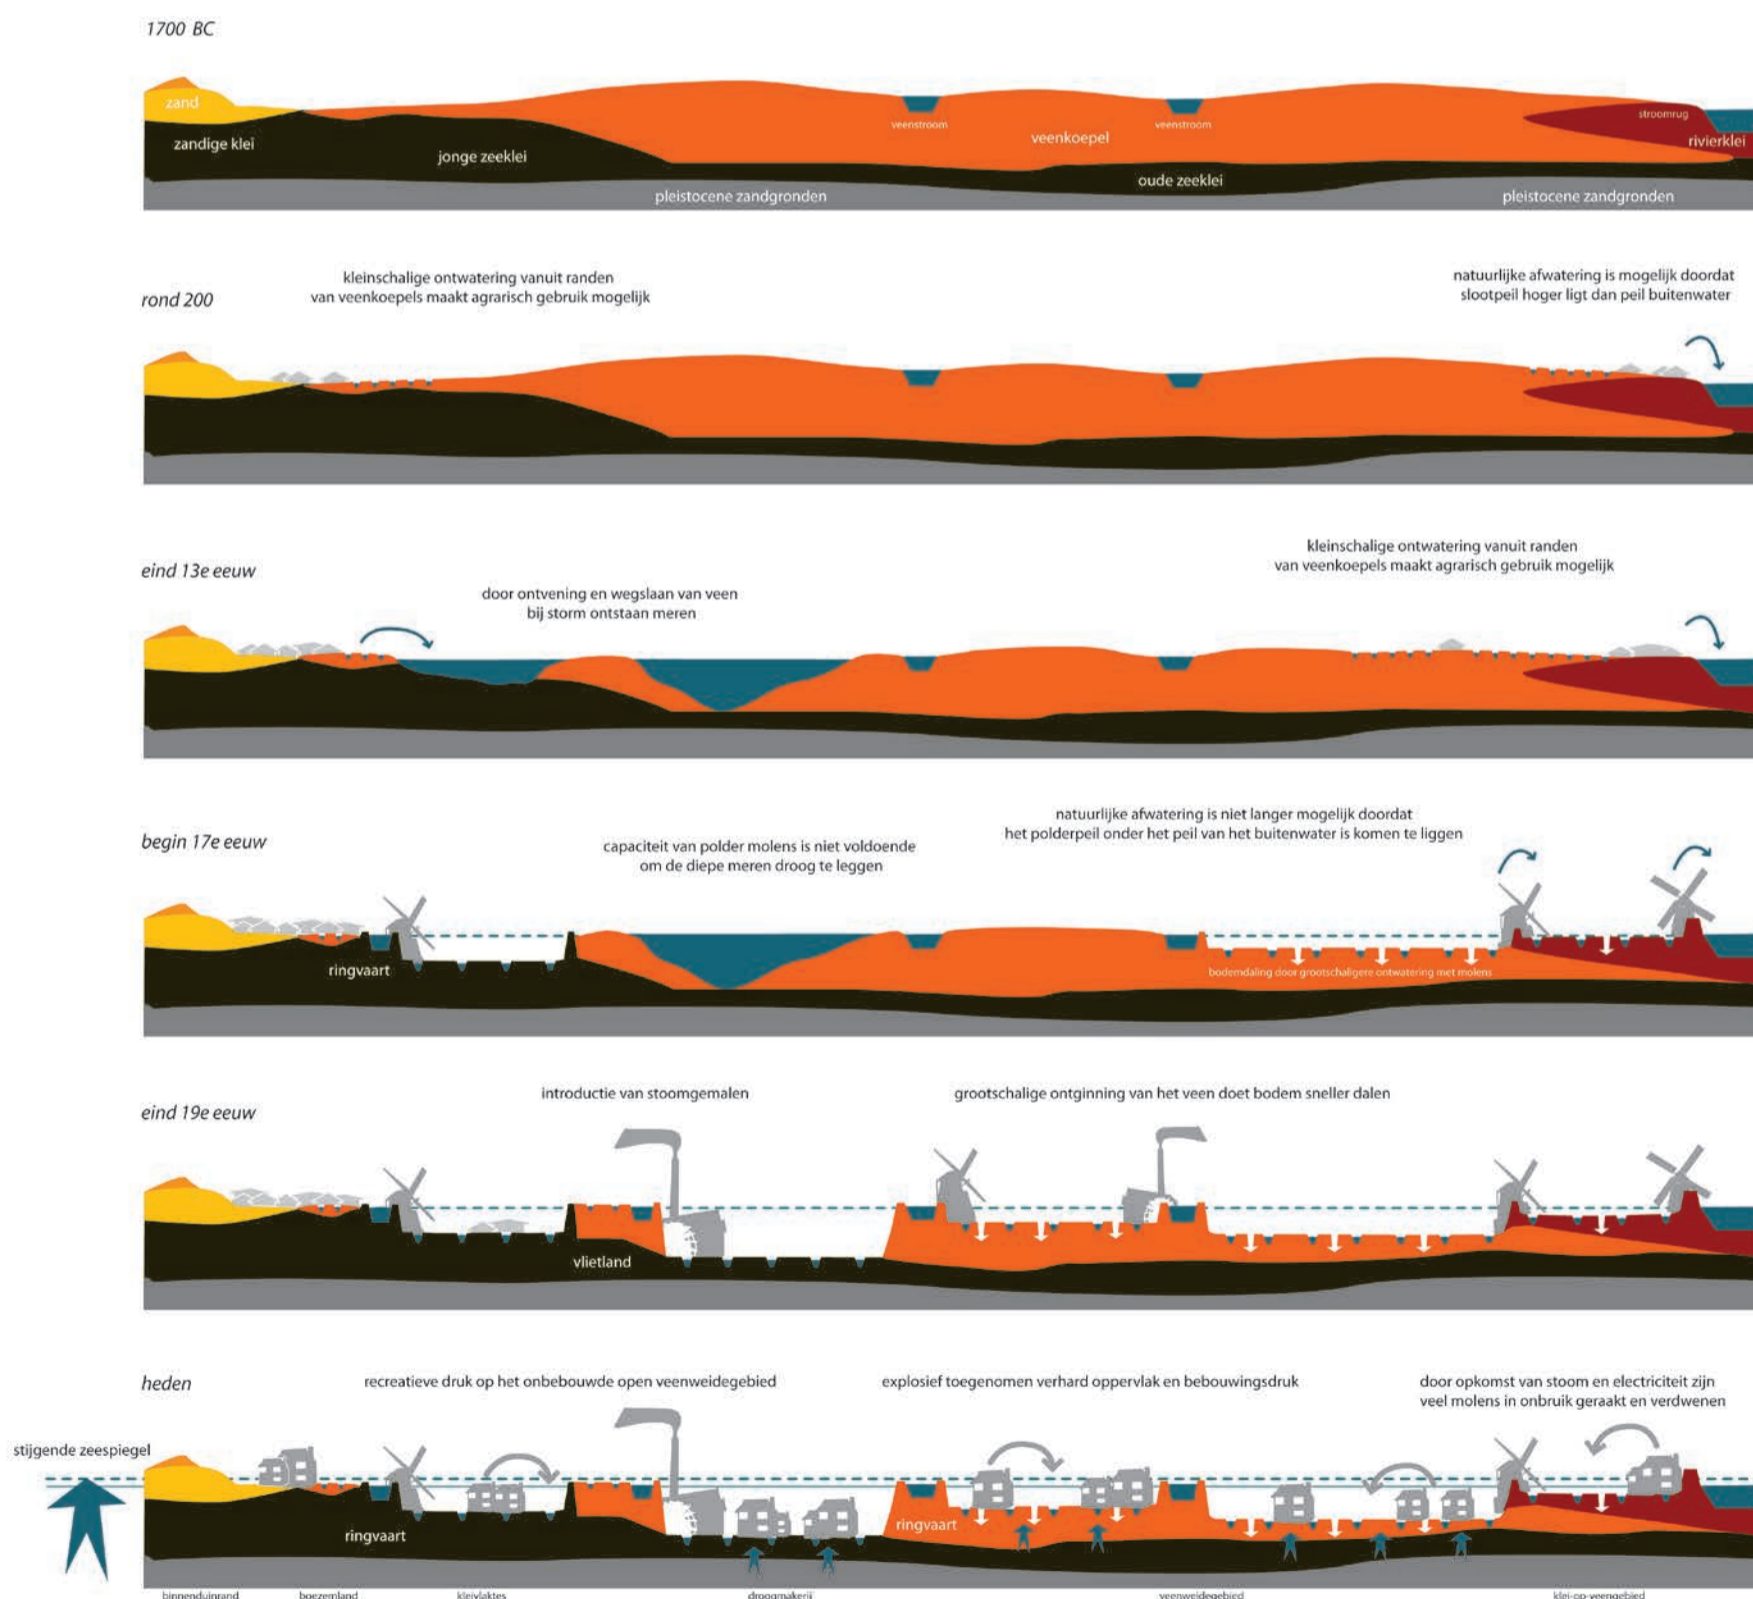 1700 BC
zand
zandige klei
jonge zeeklei
veenstroom
veenkoepel
veenstroom
stroomrug
rivierklei
oude zeeklei
pleistocene zandgronden
pleistocene zandgronden
rond 200
kleinschalige ontwatering vanuit randen
van veenkoepels maakt agrarisch gebruik mogelijk
natuurlijke afwatering is mogelijk doordat
slootpeil hoger ligt dan peil buitenwater
eind 13e eeuw
door ontvening en wegslaan van veen
bij storm ontstaan meren
kleinschalige ontwatering vanuit randen
van veenkoepels maakt agrarisch gebruik mogelijk
begin 17e eeuw
capaciteit van polder molens is niet voldoende
om de diepe meren droog te leggen
natuurlijke afwatering is niet langer mogelijk doordat
het polderpeil onder het peil van het buitenwater is komen te liggen
ringvaart
bodemdaling door grootschaligere ontwatering met molens
eind 19e eeuw
introductie van stoomgemalen
grootschalige ontginning van het veen doet bodem sneller dalen
vlietland
heden
recreatieve druk op het onbebouwde open veenweidegebied
explosief toegenomen verhard oppervlak en bebouwingsdruk
door opkomst van stoom en electriciteit zijn
veel molens in onbruik geraakt en verdwenen
stijgende zeespiegel
ringvaart
ringvaart
binnenduinrand
boezemland
kleivlaktes
droogmakerij
veenweidegebied
klei-op-veengebied